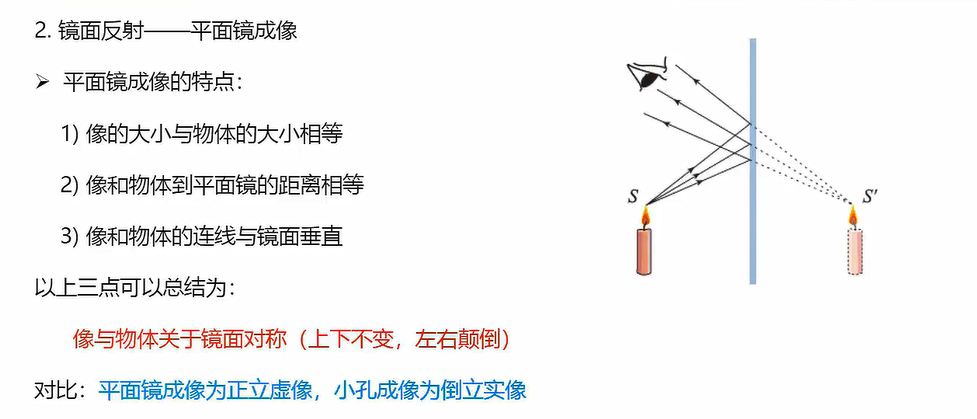 2. 镜面反射——平面镜成像
➢ 平面镜成像的特点：
1) 像的大小与物体的大小相等
2) 像和物体到平面镜的距离相等
3) 像和物体的连线与镜面垂直
S
S′
以上三点可以总结为：
像与物体关于镜面对称（上下不变，左右颠倒）
对比：平面镜成像为正立虚像，小孔成像为倒立实像